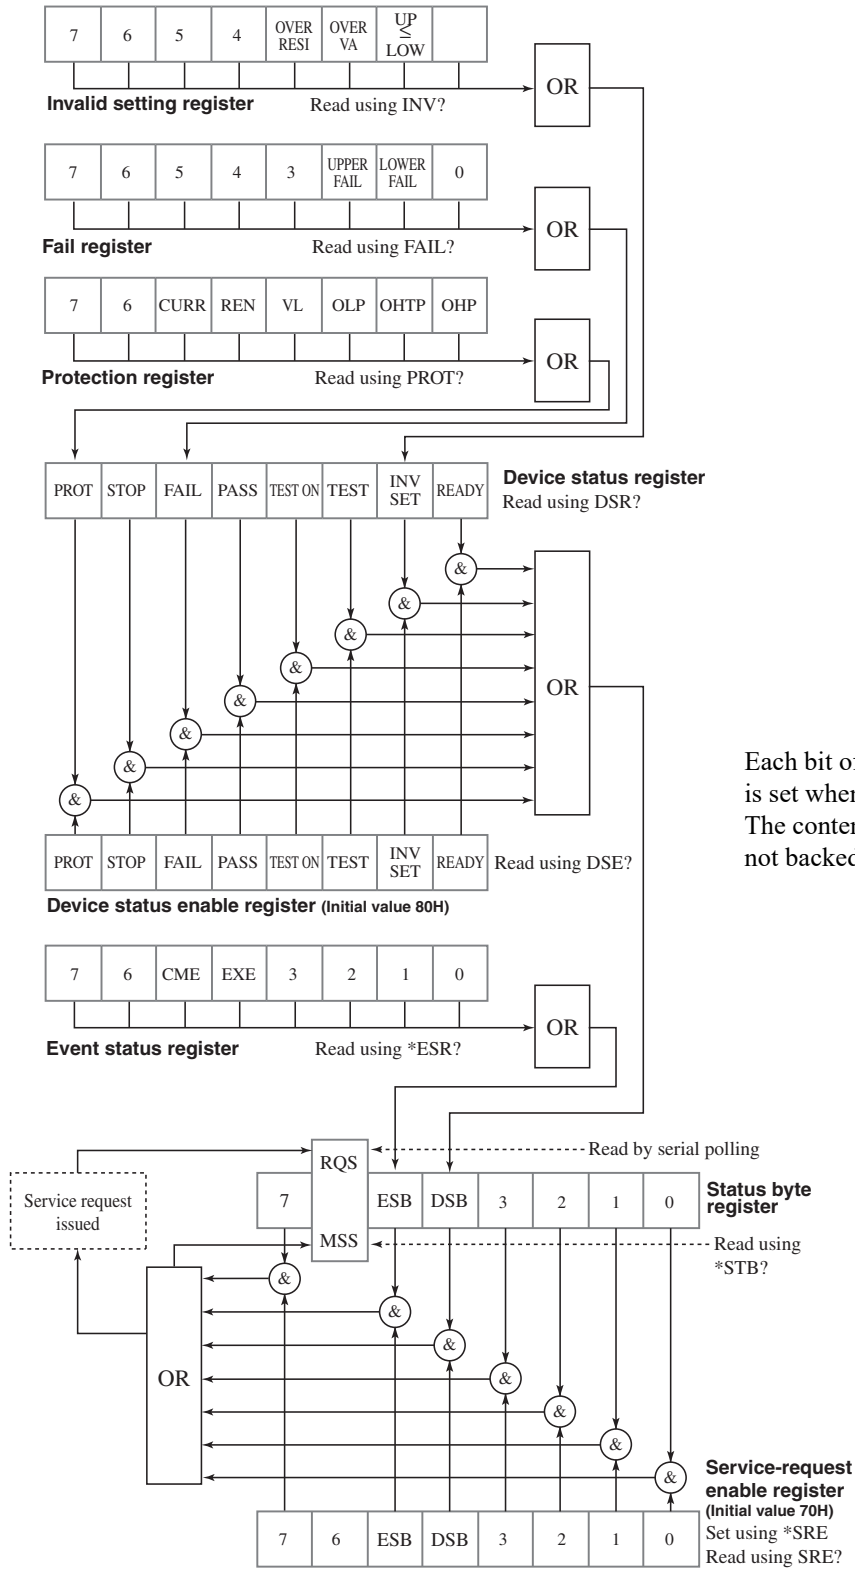 7 6 5 4 OVER RESI OVER VA UP ≤ LOW
OR
Invalid setting register Read using INV?
7 6 5 4 3 UPPER FAIL LOWER FAIL 0
OR
Fail register Read using FAIL?
7 6 CURR REN VL OLP OHTP OHP
OR
Protection register Read using PROT?
PROT STOP FAIL PASS TEST ON TEST INV SET READY
Device status register
Read using DSR?
&
&
&
&
&
&
&
&
OR
PROT STOP FAIL PASS TEST ON TEST INV SET READY
Read using DSE?
Device status enable register (Initial value 80H)
Each bit of
is set when
The conten
not backed
7 6 CME EXE 3 2 1 0
OR
Event status register Read using *ESR?
RQS
Read by serial polling
Service request
issued
7 ESB DSB 3 2 1 0
Status byte
register
MSS
Read using
*STB?
&
&
&
&
&
&
&
OR
Service-request
enable register
(Initial value 70H)
7 6 ESB DSB 3 2 1 0
Set using *SRE
Read using SRE?